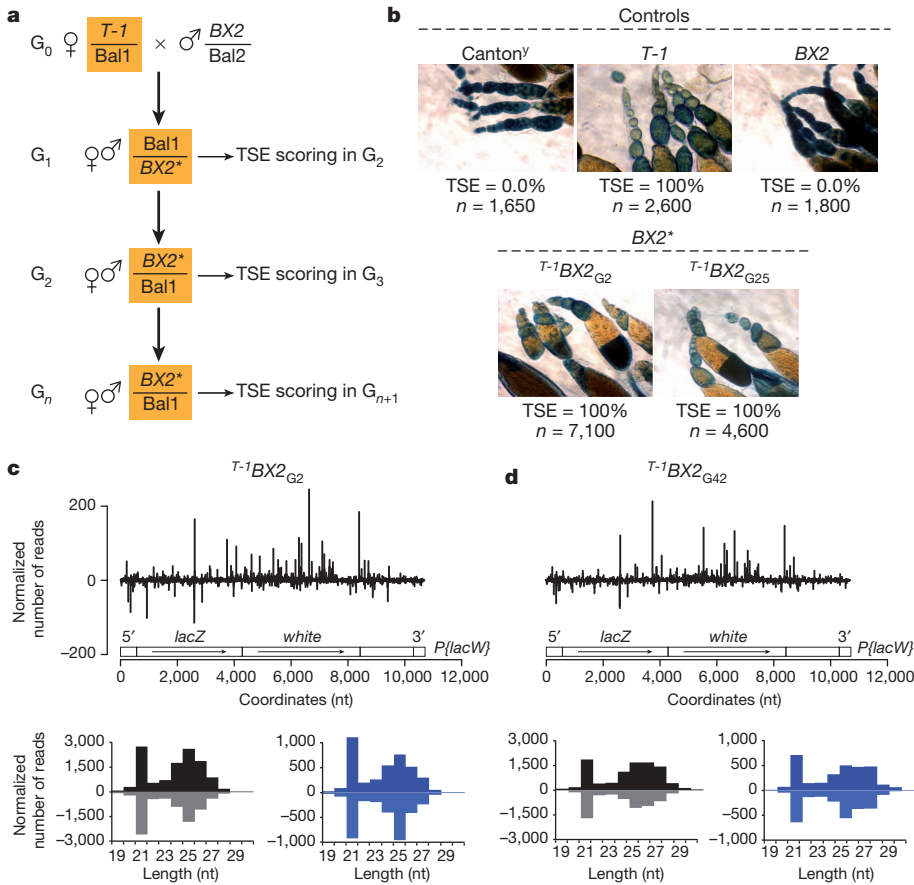 a
G0 ♀ T-1 / Bal1 × ♂ BX2 / Bal2
G1 ♀♂ Bal1 / BX2* TSE scoring in G2
G2 ♀♂ BX2* / Bal1 TSE scoring in G3
Gn ♀♂ BX2* / Bal1 TSE scoring in Gn+1
b
Controls
Cantonʸ T-1 BX2
TSE = 0.0% TSE = 100% TSE = 0.0%
n = 1,650 n = 2,600 n = 1,800
BX2*
T-1BX2G2 T-1BX2G25
TSE = 100% TSE = 100%
n = 7,100 n = 4,600
c
T-1BX2G2
Normalized number of reads
200
0
−200
5′ lacZ white 3′ P{lacW}
0 2,000 4,000 6,000 8,000 10,000 12,000
Coordinates (nt)
Normalized number of reads
3,000
1,500
0
−1,500
−3,000
19 21 23 25 27 29
Length (nt)
1,000
500
0
−500
−1,000
19 21 23 25 27 29
Length (nt)
d
T-1BX2G42
5′ lacZ white 3′ P{lacW}
0 2,000 4,000 6,000 8,000 10,000 12,000
Coordinates (nt)
3,000
1,500
0
−1,500
−3,000
19 21 23 25 27 29
Length (nt)
1,000
500
0
−500
−1,000
19 21 23 25 27 29
Length (nt)